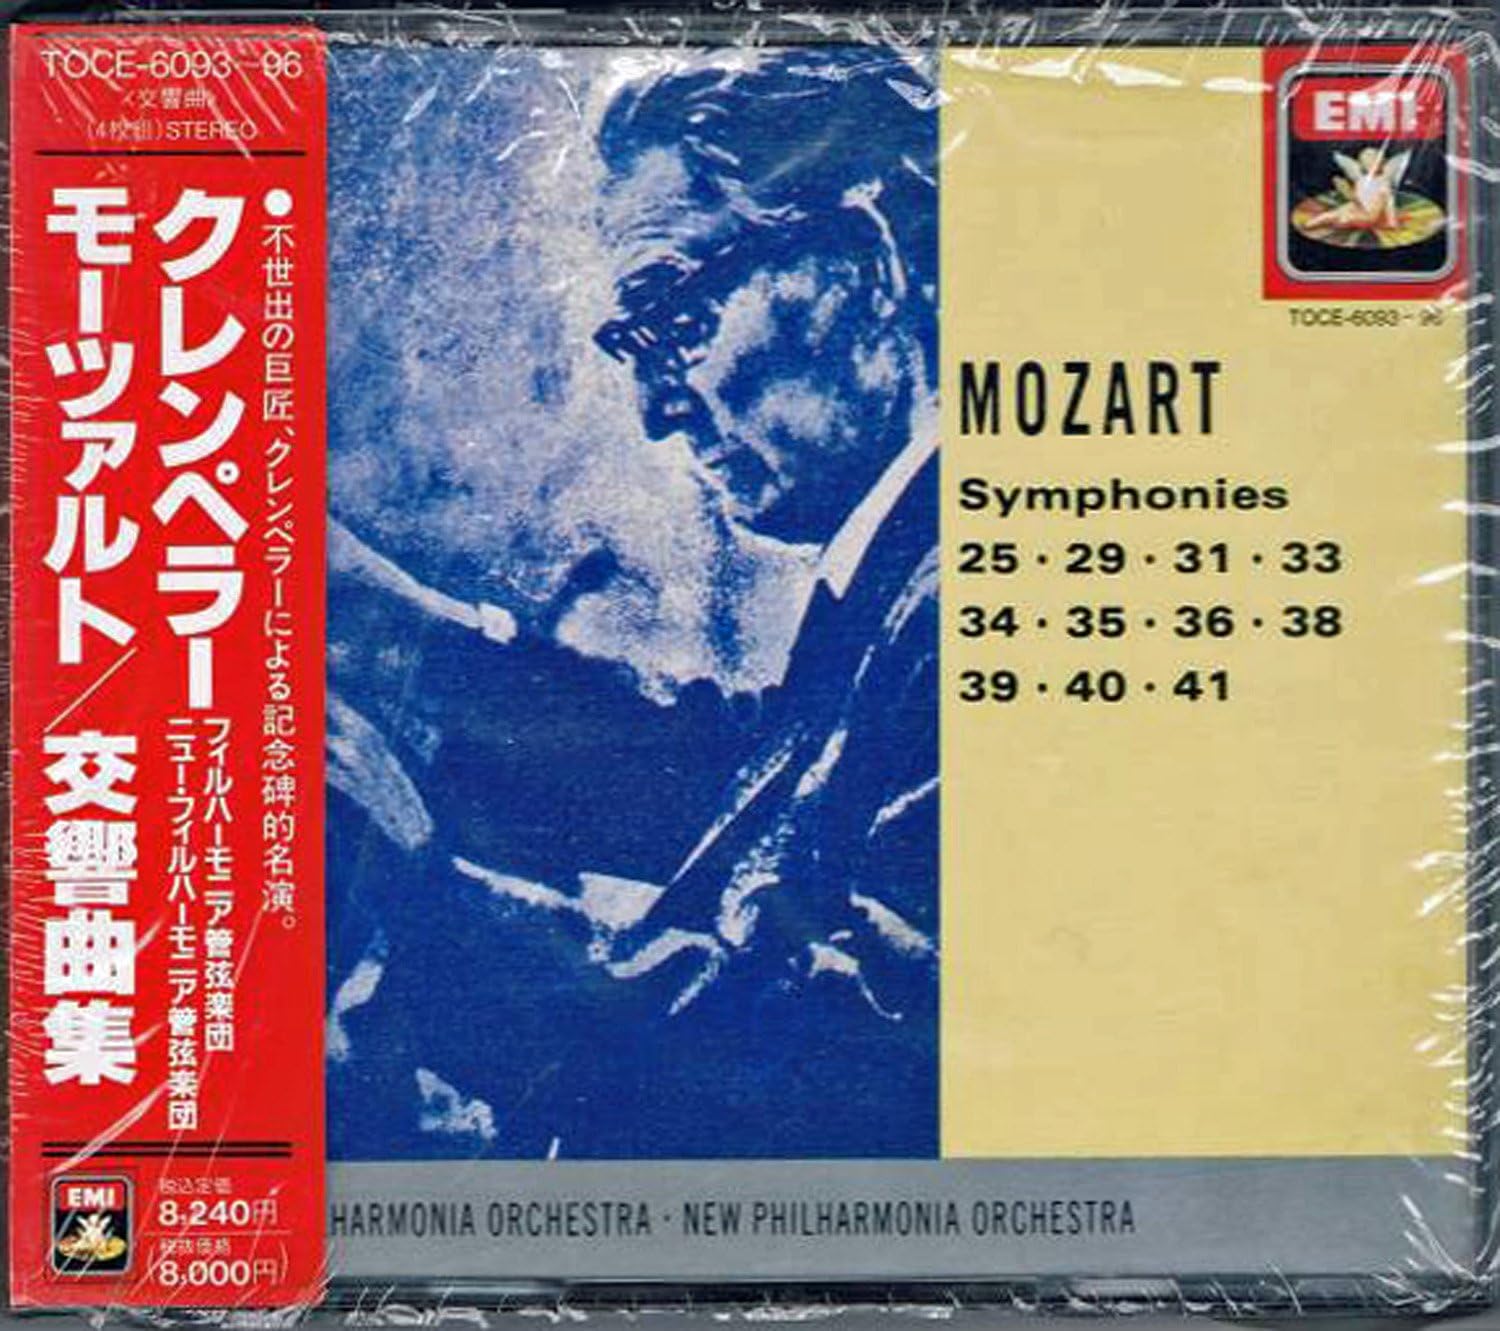 TOCE-6093-96
〈交響曲〉
(4枚組)STEREO
●不世出の巨匠、クレンペラーによる記念碑的名演。
クレンペラー
フィルハーモニア管弦楽団
ニュー・フィルハーモニア管弦楽団
モーツァルト/交響曲集
EMI
税込定価
8,240円
税抜価格
(8,000円)
EMI
TOCE-6093-96
MOZART
Symphonies
25・29・31・33
34・35・36・38
39・40・41
HARMONIA ORCHESTRA・NEW PHILHARMONIA ORCHESTRA